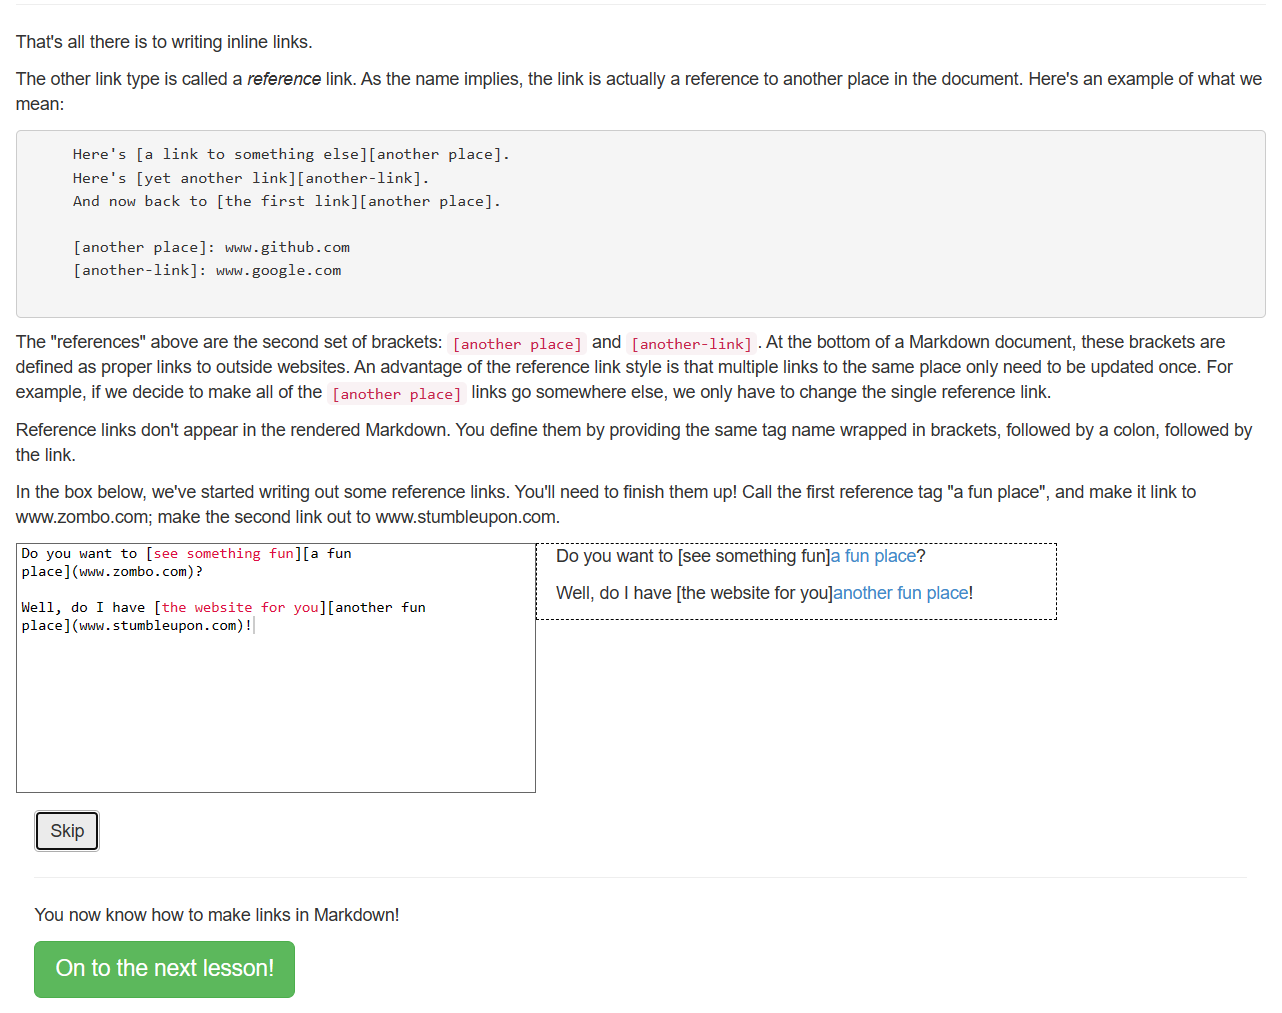 That's all there is to writing inline links.
The other link type is called a reference link. As the name implies, the link is actually a reference to another place in the document. Here's an example of what we
mean:
Here's [a link to something else][another place].
Here's [yet another link][another-link].
And now back to [the first link][another place].
[another place]: www.github.com
[another-link]: www.google.com
The "references" above are the second set of brackets: [another place] and [another-link] . At the bottom of a Markdown document, these brackets are
defined as proper links to outside websites. An advantage of the reference link style is that multiple links to the same place only need to be updated once. For
example, if we decide to make all of the [another place] links go somewhere else, we only have to change the single reference link.
Reference links don't appear in the rendered Markdown. You define them by providing the same tag name wrapped in brackets, followed by a colon, followed by
the link.
In the box below, we've started writing out some reference links. You'll need to finish them up! Call the first reference tag "a fun place", and make it link to
www.zombo.com; make the second link out to www.stumbleupon.com.
Do you want to [see something fun][a fun
place](www.zombo.com)?
Well, do I have [the website for you][another fun
place](www.stumbleupon.com)!
Do you want to [see something fun]a fun place?
Well, do I have [the website for you]another fun place!
Skip
You now know how to make links in Markdown!
On to the next lesson!